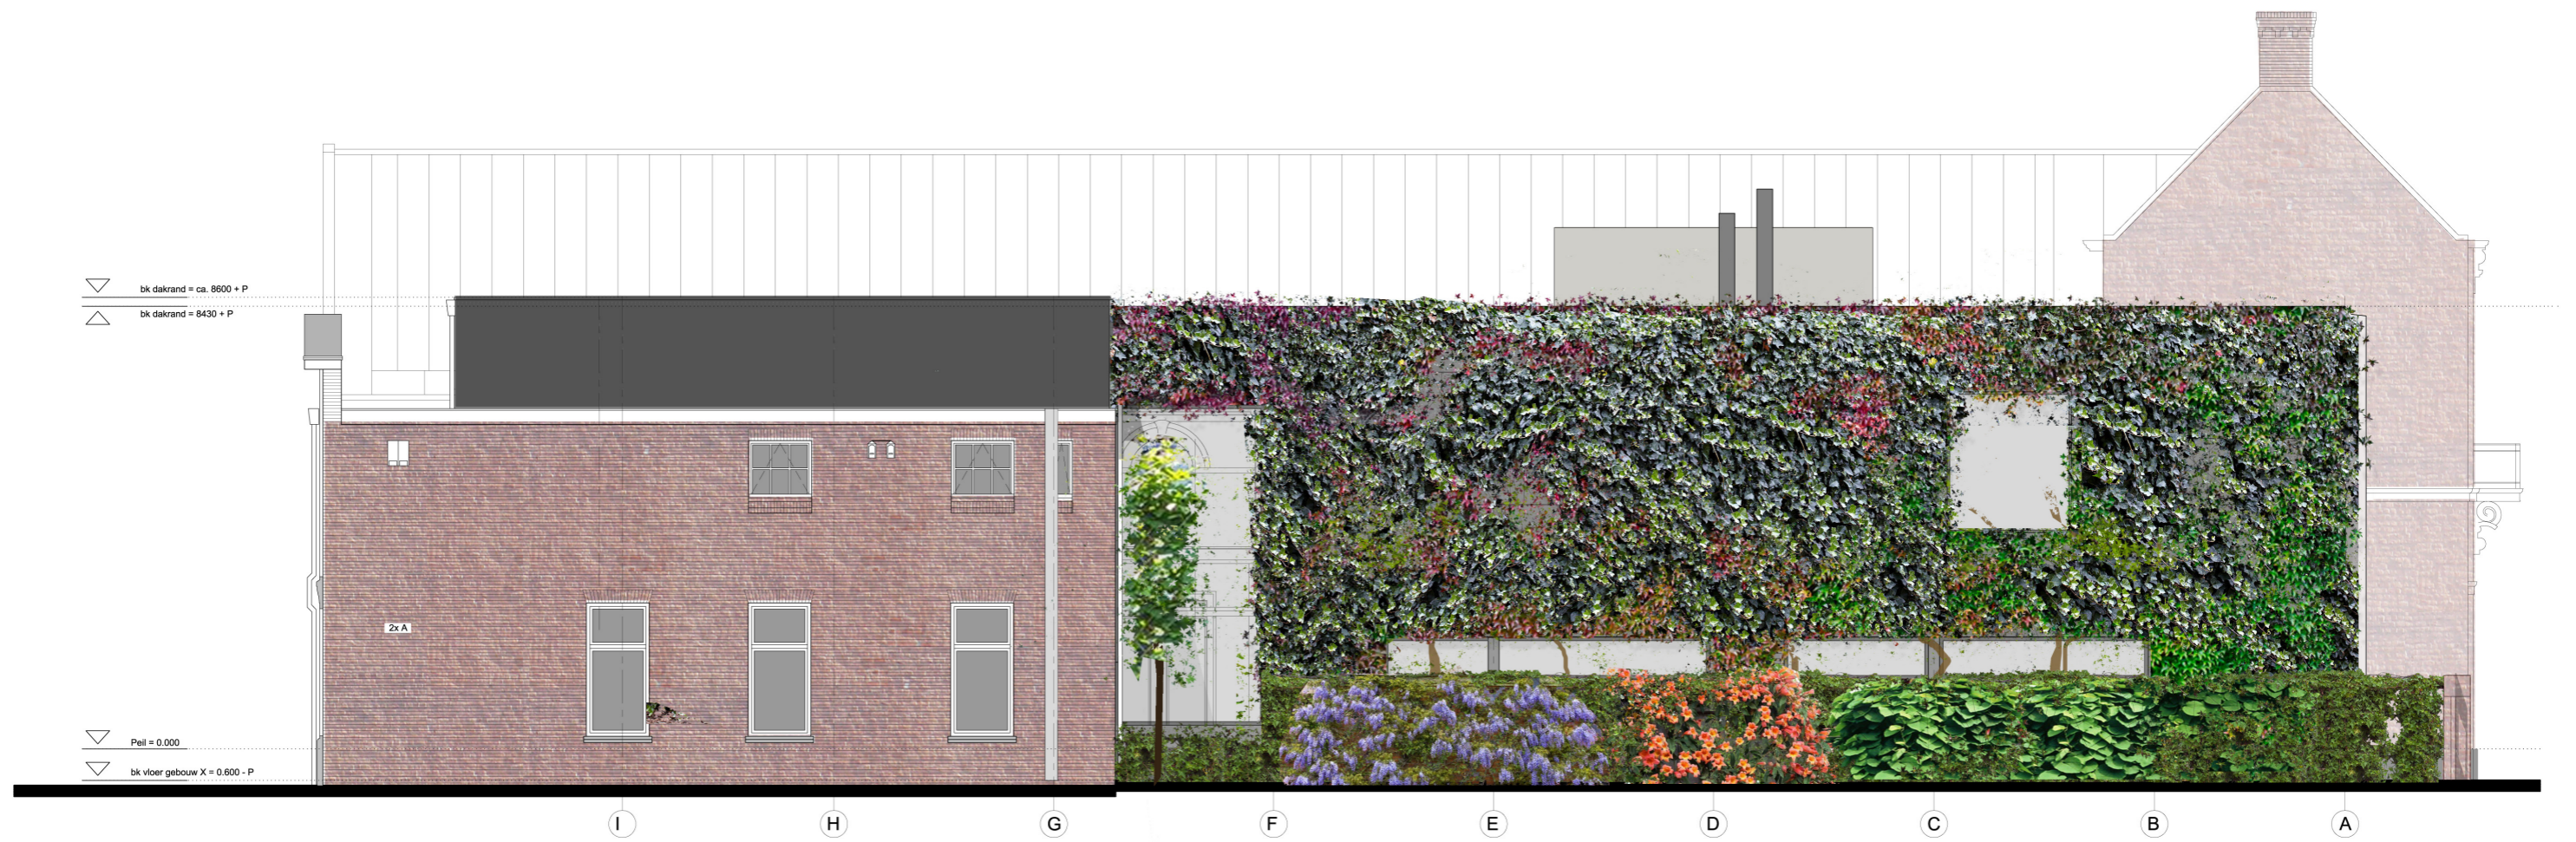 bk dakrand = ca. 8600 + P
bk dakrand = 8430 + P
2x A
Peil = 0.000
bk vloer gebouw X = 0.600 - P
I H G F E D C B A